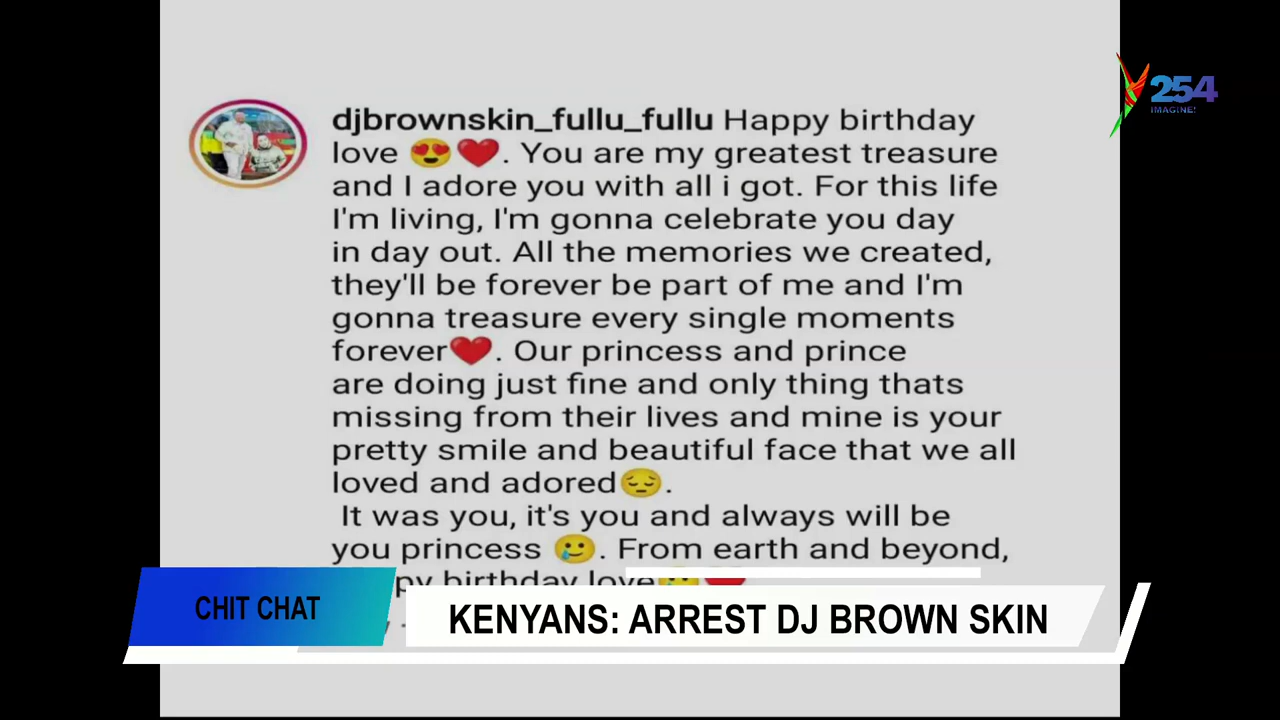 djbrownskin_fullu_fullu Happy birthday
love 😍❤️. You are my greatest treasure
and I adore you with all i got. For this life
I'm living, I'm gonna celebrate you day
in day out. All the memories we created,
they'll be forever be part of me and I'm
gonna treasure every single moments
forever❤️. Our princess and prince
are doing just fine and only thing thats
missing from their lives and mine is your
pretty smile and beautiful face that we all
loved and adored😔.
It was you, it's you and always will be
you princess 🥲. From earth and beyond,
birthday love
254
IMAGINE!
CHIT CHAT
KENYANS: ARREST DJ BROWN SKIN